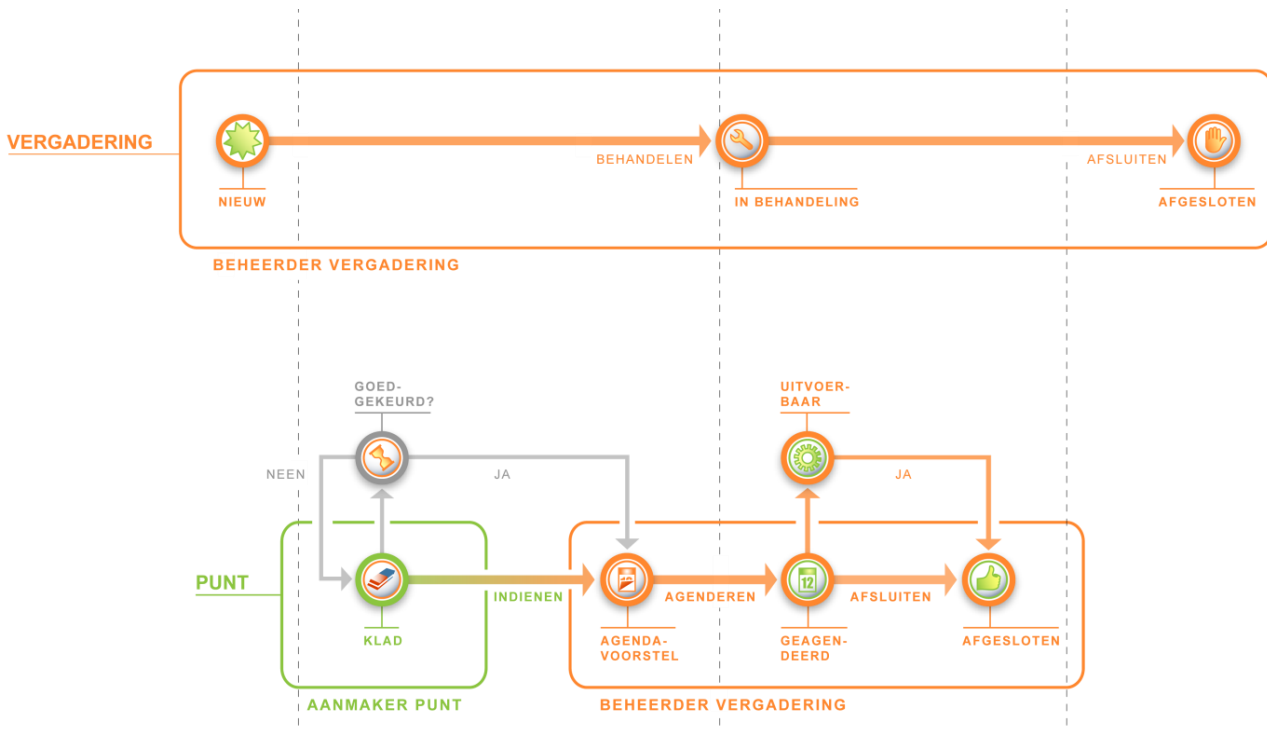 VERGADERING
BEHANDELEN
AFSLUITEN
NIEUW
IN BEHANDELING
AFGESLOTEN
BEHEERDER VERGADERING
GOED-
GEKEURD?
UITVOER-
BAAR
NEEN
JA
JA
PUNT
12
INDIENEN
AGENDEREN
AFSLUITEN
KLAD
AGENDA-
VOORSTEL
GEAGEN-
DEERD
AFGESLOTEN
AANMAKER PUNT
BEHEERDER VERGADERING